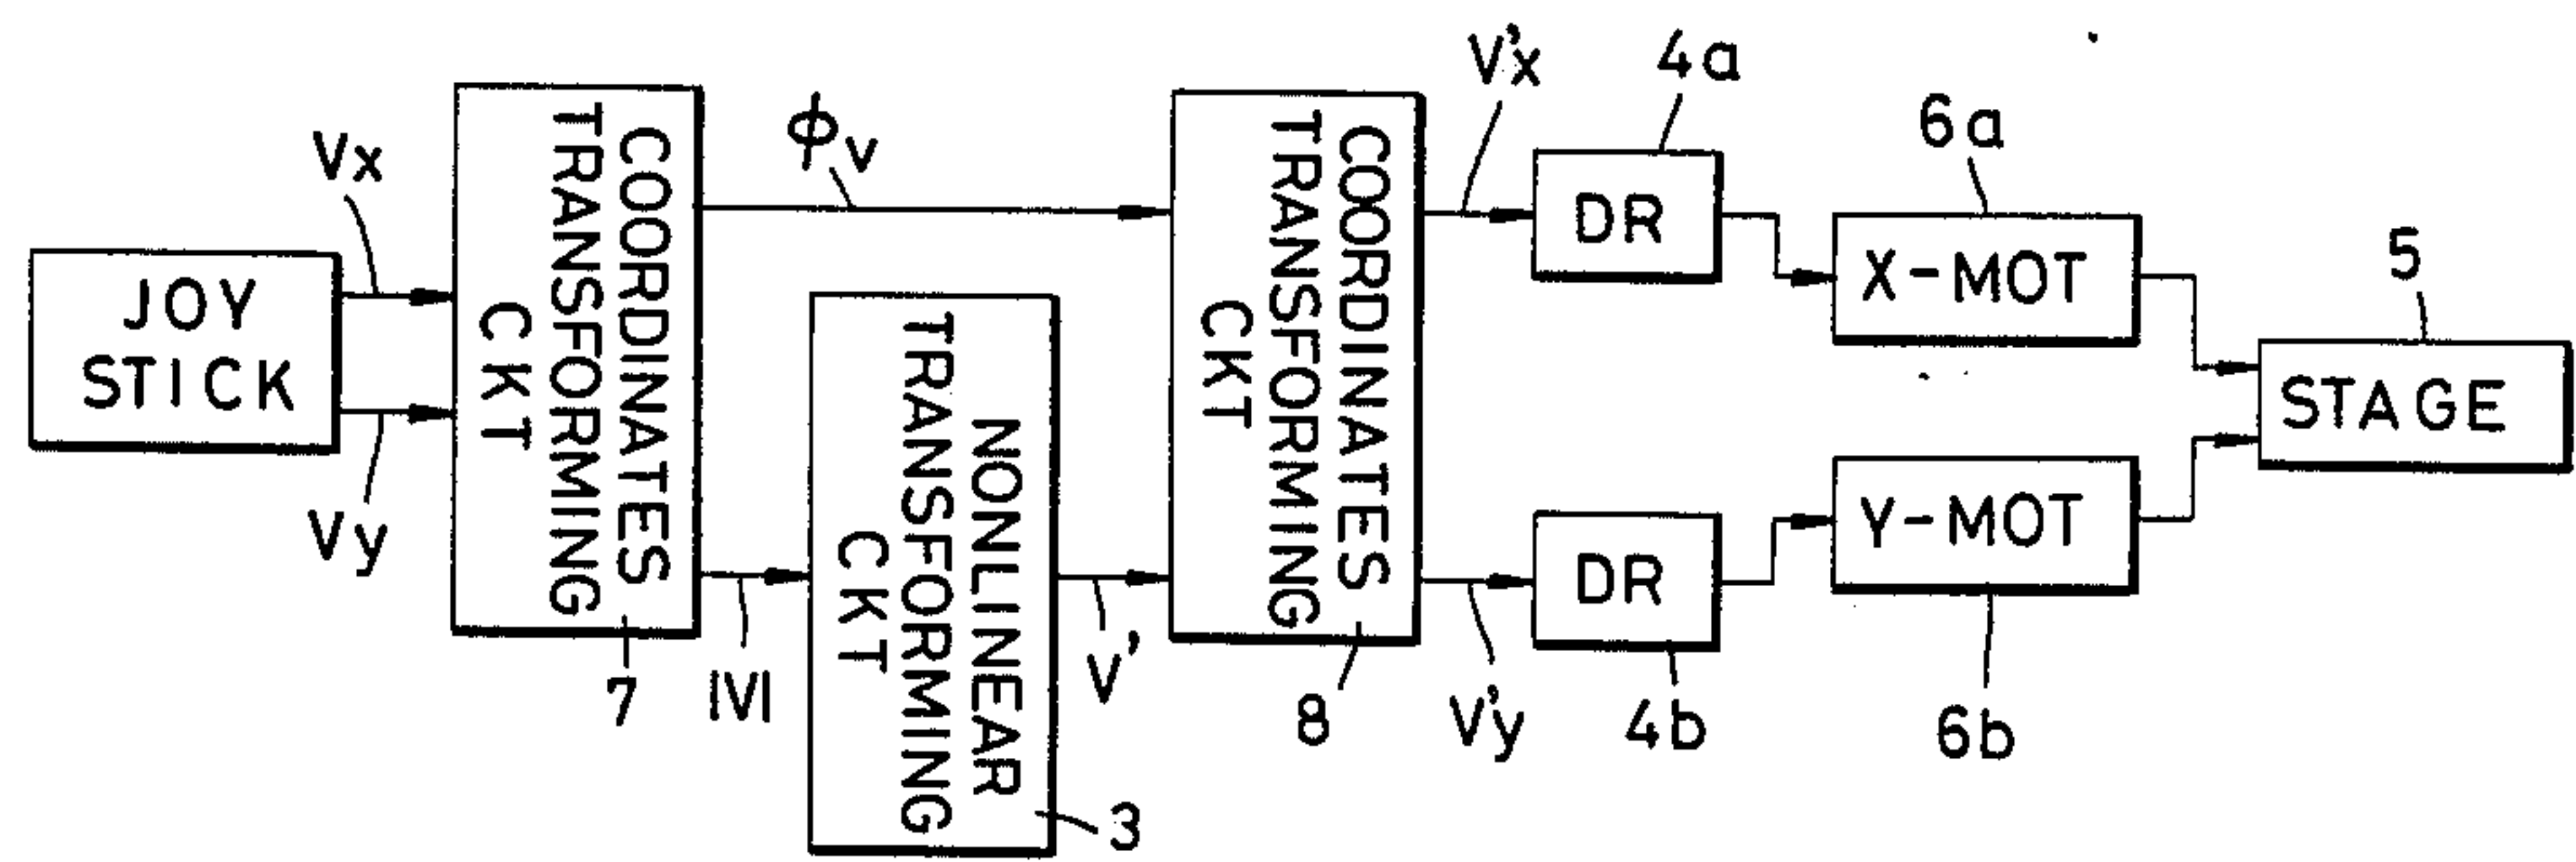 JOY
STICK
Vx
Vy
COORDINATES
TRANSFORMING
CKT
7
ϕv
|V|
NONLINEAR
TRANSFORMING
CKT
3
V'
COORDINATES
TRANSFORMING
CKT
8
V'x
V'y
4a
DR
DR
4b
6a
X-MOT
Y-MOT
6b
5
STAGE